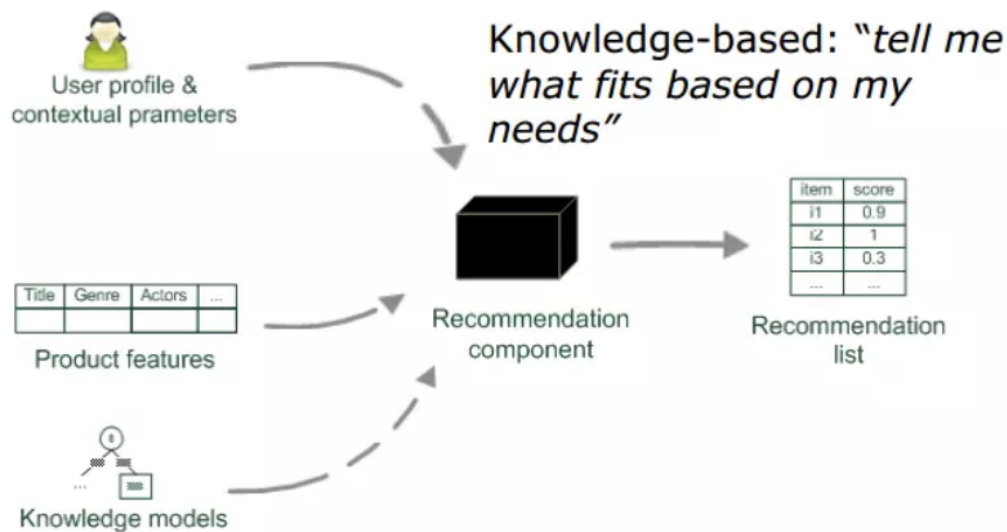 Knowledge-based: “tell me
what fits based on my
needs”
User profile &
contextual prameters
item score
i1 0.9
i2 1
i3 0.3
... ...
Title Genre Actors ...
Product features
Recommendation
component
Recommendation
list
...
Knowledge models